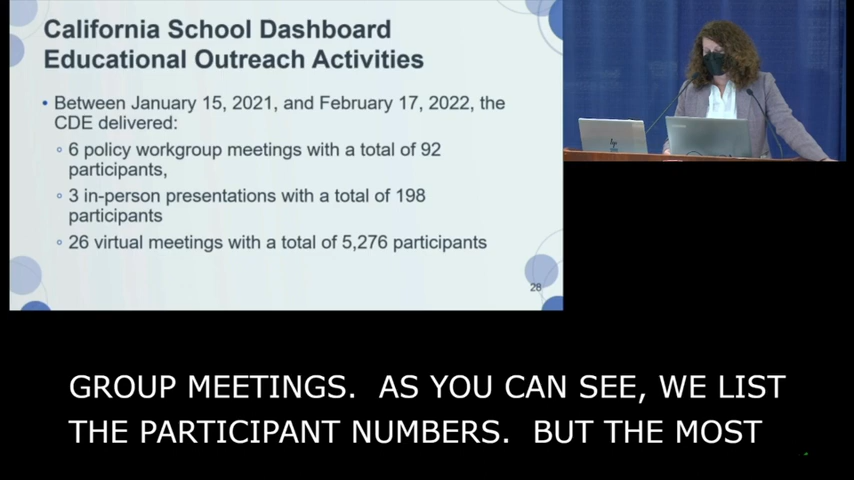 California School Dashboard
Educational Outreach Activities
• Between January 15, 2021, and February 17, 2022, the
CDE delivered:
◦ 6 policy workgroup meetings with a total of 92
participants,
◦ 3 in-person presentations with a total of 198
participants
◦ 26 virtual meetings with a total of 5,276 participants
28
hp
GROUP MEETINGS.  AS YOU CAN SEE, WE LIST
THE PARTICIPANT NUMBERS.  BUT THE MOST